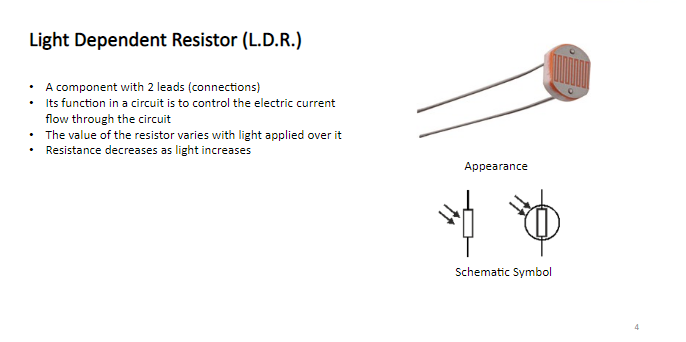 Light Dependent Resistor (L.D.R.)
• A component with 2 leads (connections)
• Its function in a circuit is to control the electric current
flow through the circuit
• The value of the resistor varies with light applied over it
• Resistance decreases as light increases
Appearance
Schematic Symbol
4